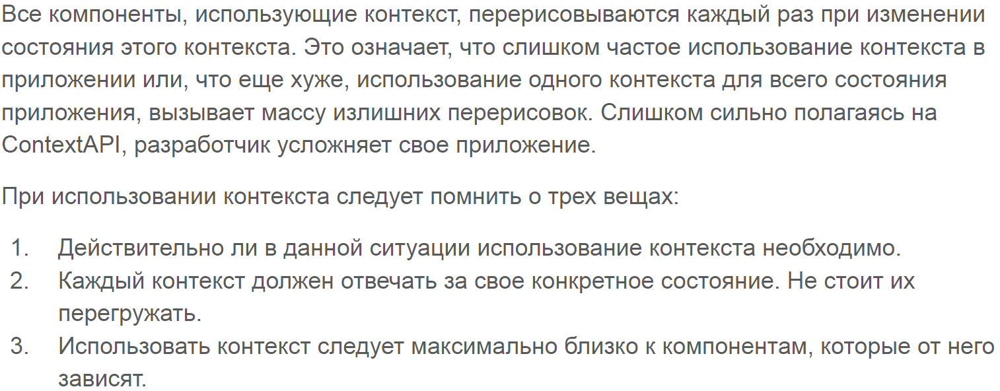 Все компоненты, использующие контекст, перерисовываются каждый раз при изменении
состояния этого контекста. Это означает, что слишком частое использование контекста в
приложении или, что еще хуже, использование одного контекста для всего состояния
приложения, вызывает массу излишних перерисовок. Слишком сильно полагаясь на
ContextAPI, разработчик усложняет свое приложение.
При использовании контекста следует помнить о трех вещах:
1. Действительно ли в данной ситуации использование контекста необходимо.
2. Каждый контекст должен отвечать за свое конкретное состояние. Не стоит их
перегружать.
3. Использовать контекст следует максимально близко к компонентам, которые от него
зависят.